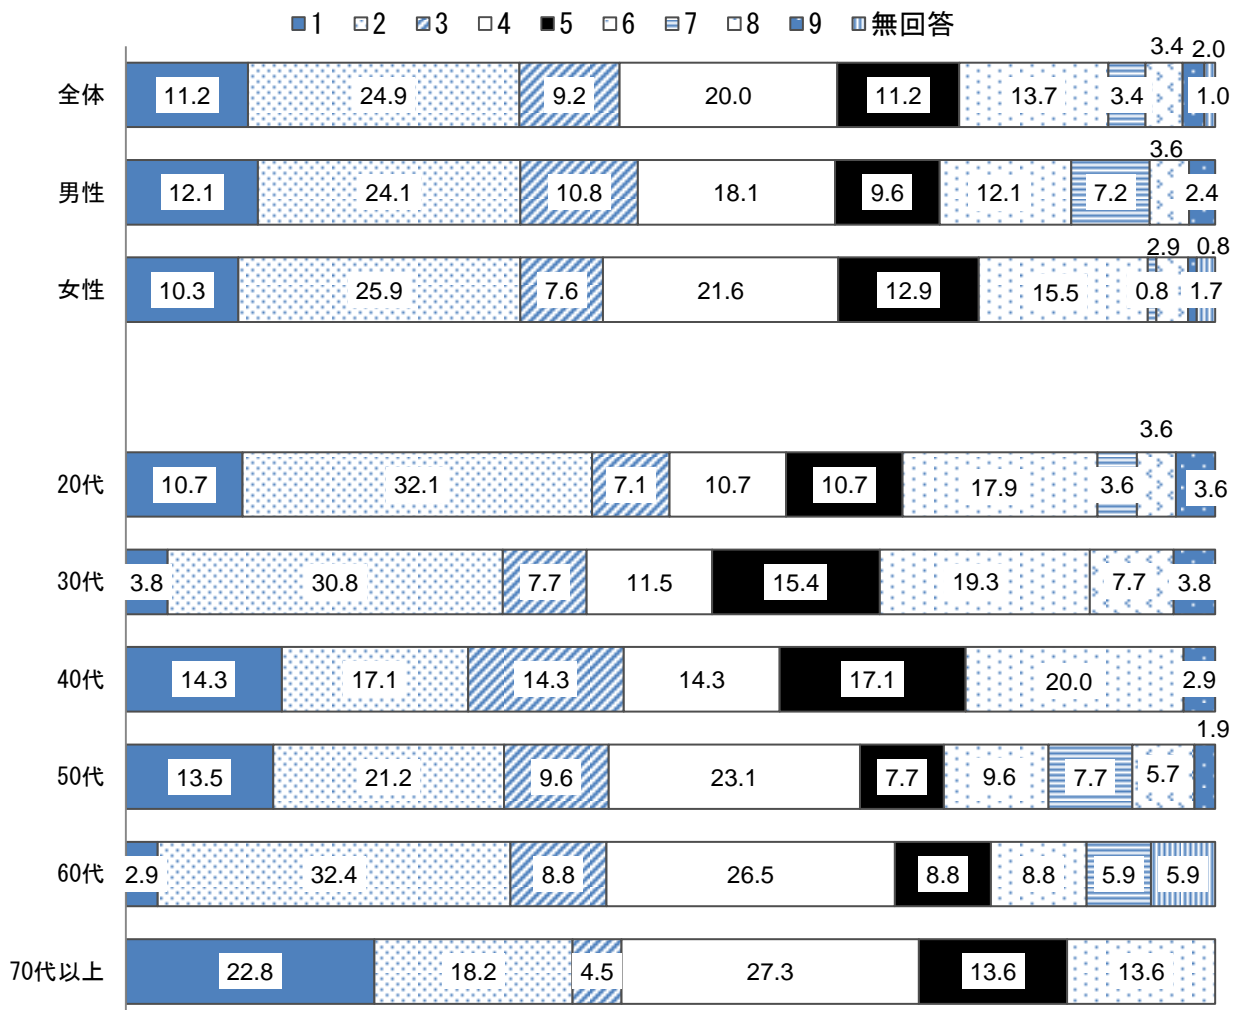 1 2 3 4 5 6 7 8 9 無回答
3.4 2.0
全体 11.2 24.9 9.2 20.0 11.2 13.7 3.4 1.0
3.6
男性 12.1 24.1 10.8 18.1 9.6 12.1 7.2 2.4
2.9 0.8
女性 10.3 25.9 7.6 21.6 12.9 15.5 0.8 1.7
3.6
20代 10.7 32.1 7.1 10.7 10.7 17.9 3.6 3.6
30代 3.8 30.8 7.7 11.5 15.4 19.3 7.7 3.8
40代 14.3 17.1 14.3 14.3 17.1 20.0 2.9
1.9
50代 13.5 21.2 9.6 23.1 7.7 9.6 7.7 5.7
60代 2.9 32.4 8.8 26.5 8.8 8.8 5.9 5.9
70代以上 22.8 18.2 4.5 27.3 13.6 13.6